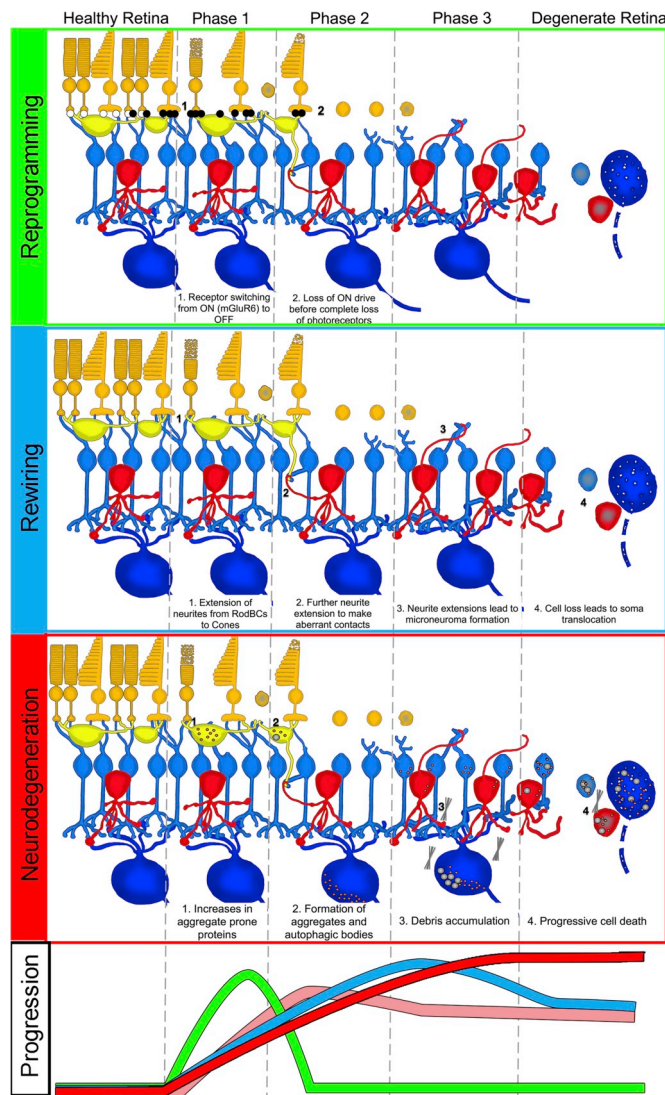 Healthy Retina Phase 1 Phase 2 Phase 3 Degenerate Retina
Reprogramming
1
2
1. Receptor switching
from ON (mGluR6) to
OFF
2. Loss of ON drive
before complete loss
of photoreceptors
Rewiring
1
2
3
4
1. Extension of
neurites from RodBCs
to Cones
2. Further neurite
extension to make
aberrant contacts
3. Neurite extensions lead to
microneuroma formation
4. Cell loss leads to soma
translocation
Neurodegeneration
1
2
3
4
1. Increases in
aggregate prone
proteins
2. Formation of
aggregates and
autophagic bodies
3. Debris accumulation
4. Progressive cell death
Progression